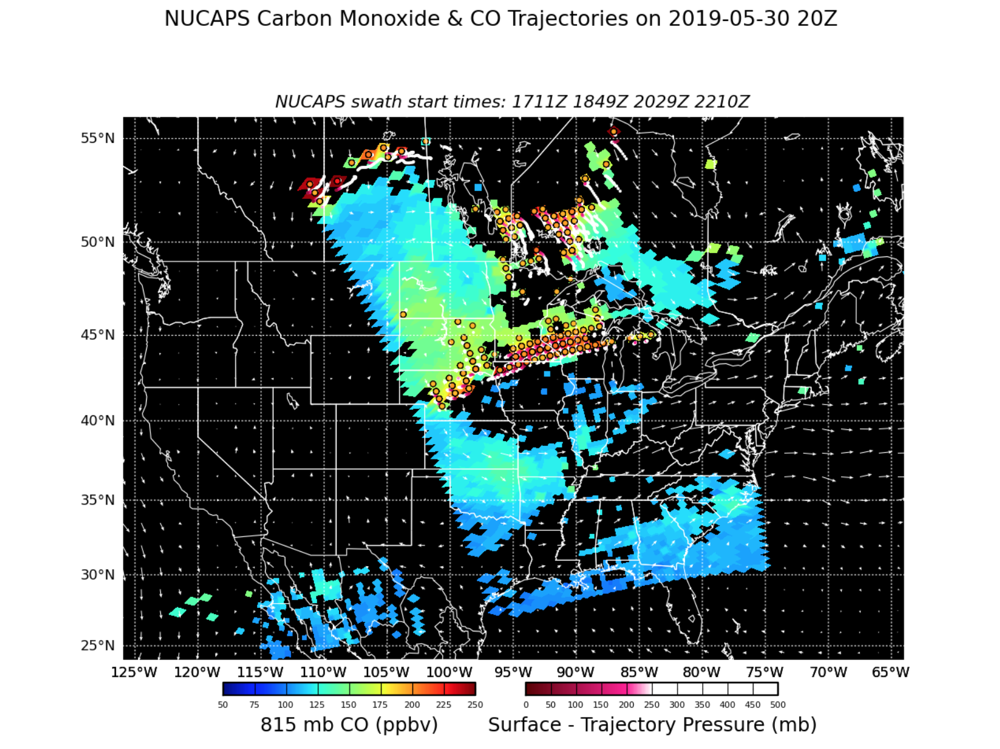 NUCAPS Carbon Monoxide & CO Trajectories on 2019-05-30 20Z
NUCAPS swath start times: 1711Z 1849Z 2029Z 2210Z
55°N
50°N
45°N
40°N
35°N
30°N
25°N
125°W 120°W 115°W 110°W 105°W 100°W 95°W 90°W 85°W 80°W 75°W 70°W 65°W
50 75 100 125 150 175 200 225 250
0 50 100 150 200 250 300 350 400 450 500
815 mb CO (ppbv)
Surface - Trajectory Pressure (mb)